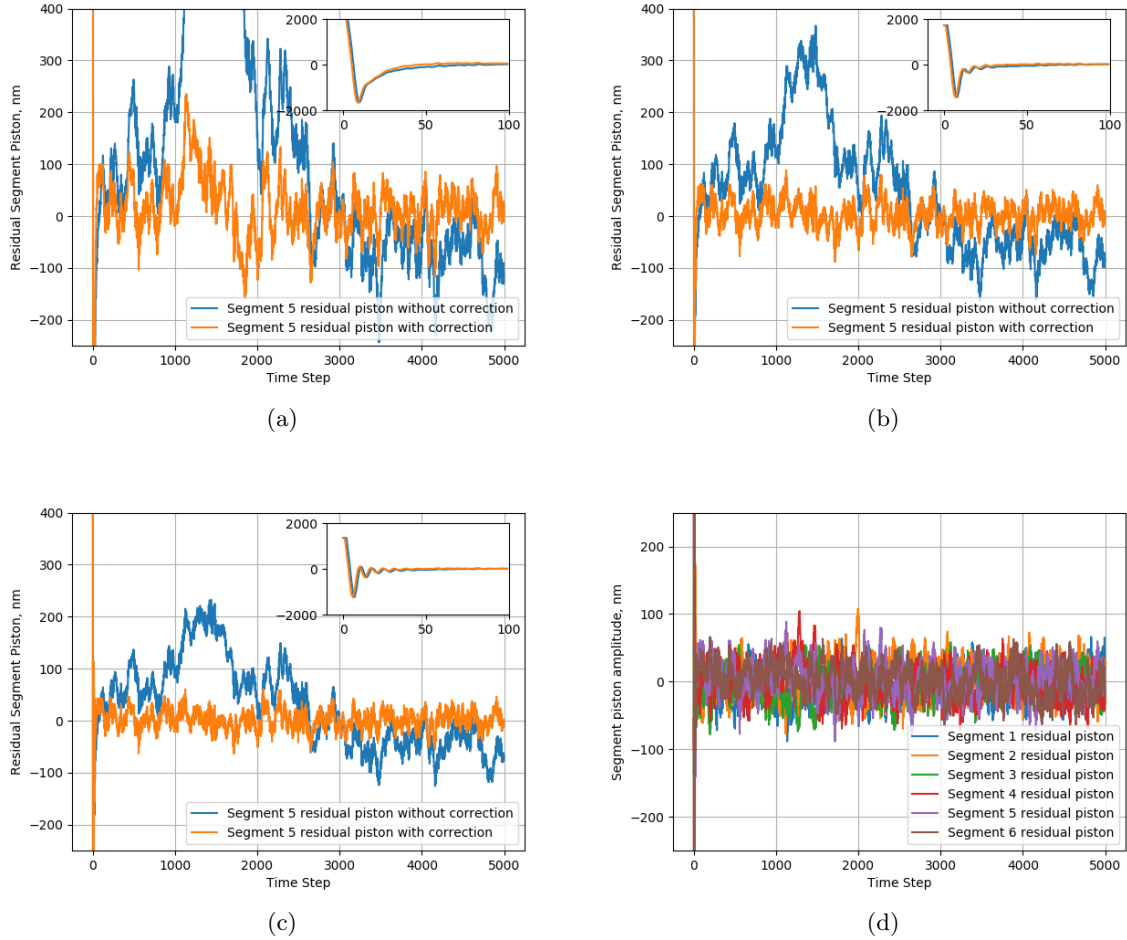 400
300
200
100
0
−100
−200
Residual Segment Piston, nm
2000
0
−2000
0 50 100
Segment 5 residual piston without correction
Segment 5 residual piston with correction
0 1000 2000 3000 4000 5000
Time Step
(a)
400
300
200
100
0
−100
−200
Residual Segment Piston, nm
2000
0
−2000
0 50 100
Segment 5 residual piston without correction
Segment 5 residual piston with correction
0 1000 2000 3000 4000 5000
Time Step
(b)
400
300
200
100
0
−100
−200
Residual Segment Piston, nm
2000
0
−2000
0 50 100
Segment 5 residual piston without correction
Segment 5 residual piston with correction
0 1000 2000 3000 4000 5000
Time Step
(c)
200
100
0
−100
−200
Segment piston amplitude, nm
Segment 1 residual piston
Segment 2 residual piston
Segment 3 residual piston
Segment 4 residual piston
Segment 5 residual piston
Segment 6 residual piston
0 1000 2000 3000 4000 5000
Time Step
(d)